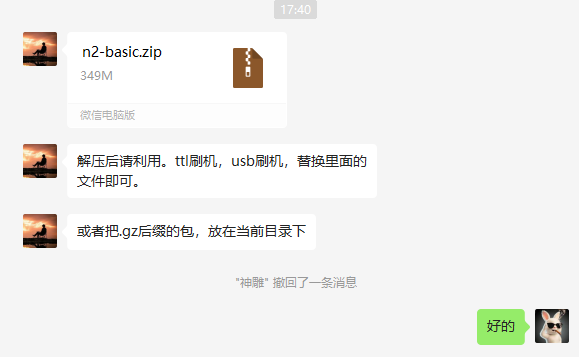 17:40
n2-basic.zip
349M
微信电脑版
解压后请利用。ttl刷机，usb刷机，替换里面的
文件即可。
或者把.gz后缀的包，放在当前目录下
"神雕" 撤回了一条消息
好的